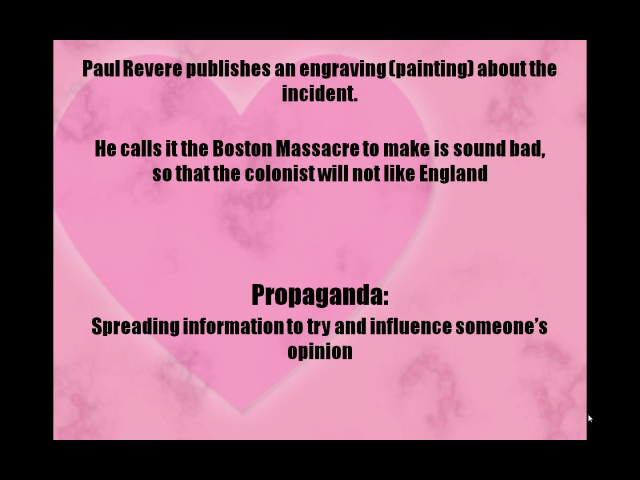 Paul Revere publishes an engraving (painting) about the
incident.
He calls it the Boston Massacre to make is sound bad,
so that the colonist will not like England
Propaganda:
Spreading information to try and influence someone's
opinion